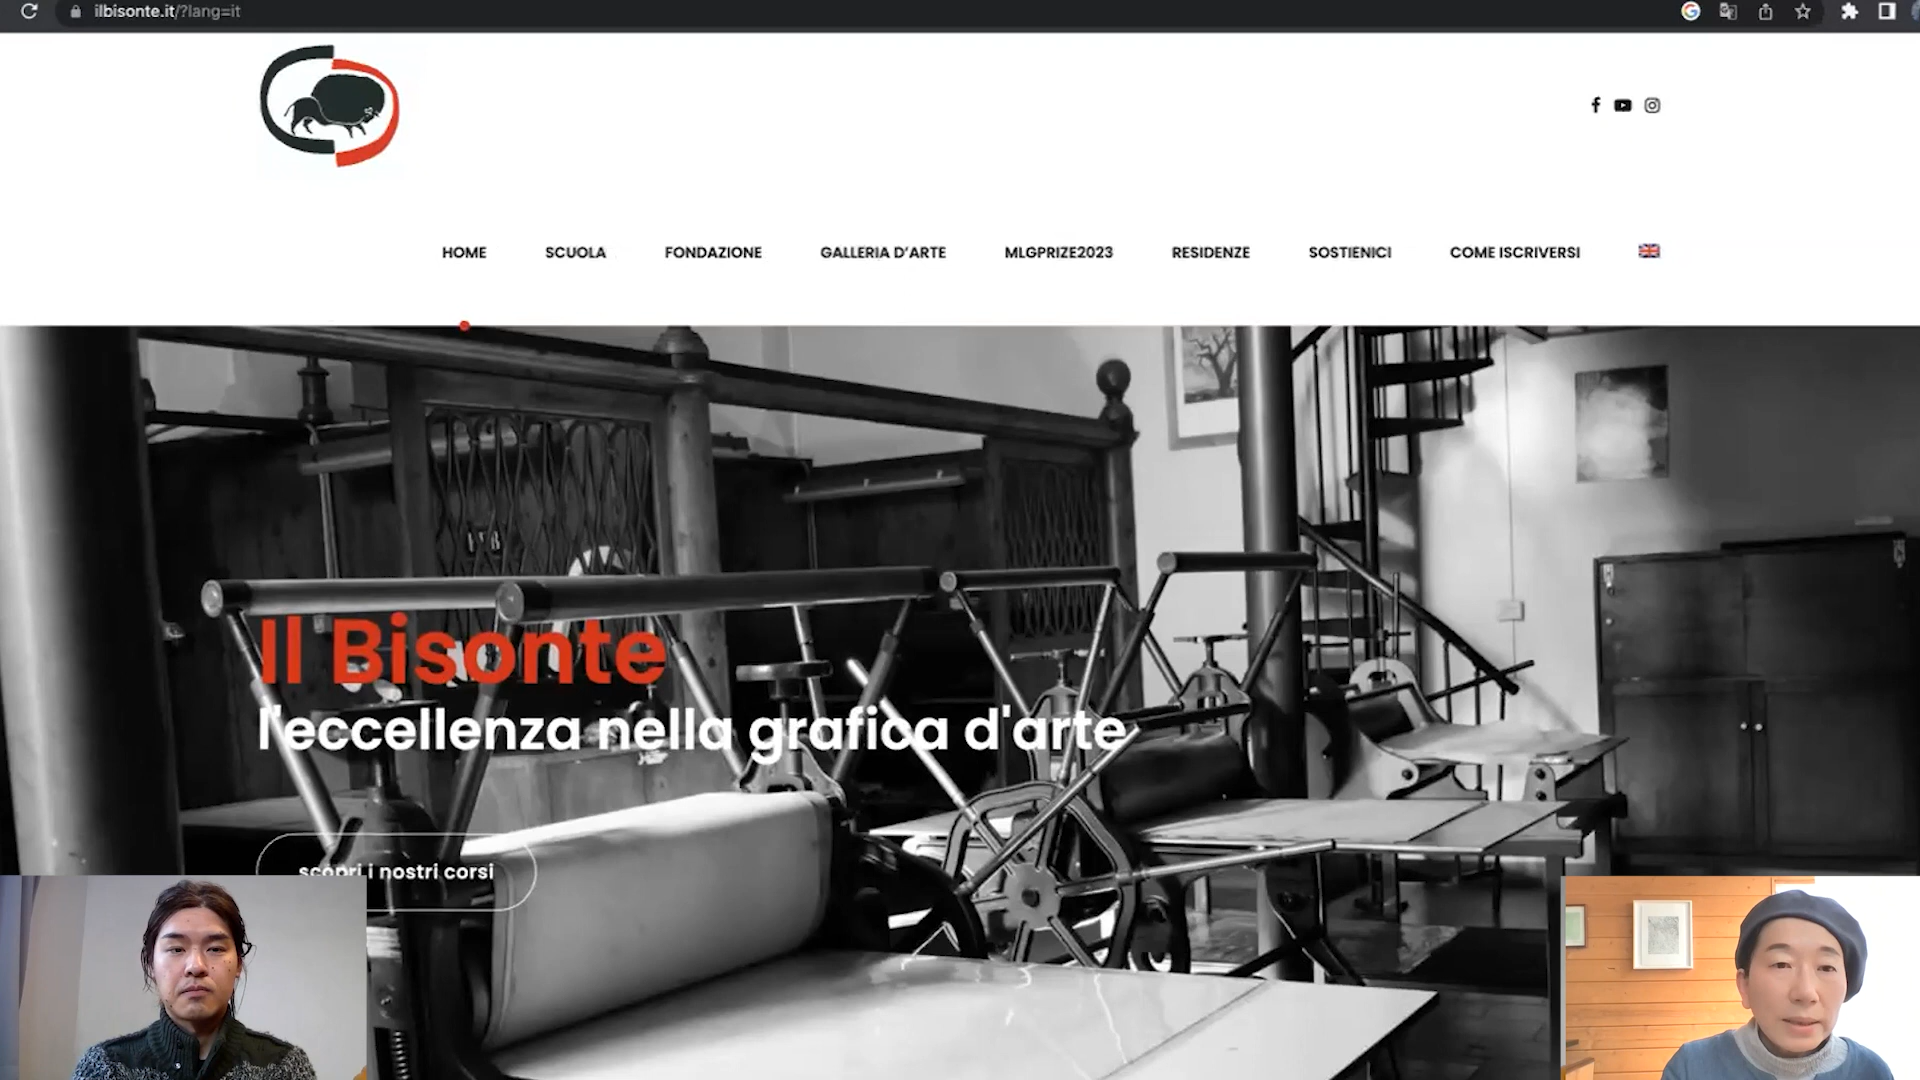 ilbisonte.it/?lang=it
HOME SCUOLA FONDAZIONE GALLERIA D'ARTE MLGPRIZE2023 RESIDENZE SOSTIENICI COME ISCRIVERSI
Il Bisonte
l'eccellenza nella grafica d'arte
scopri i nostri corsi